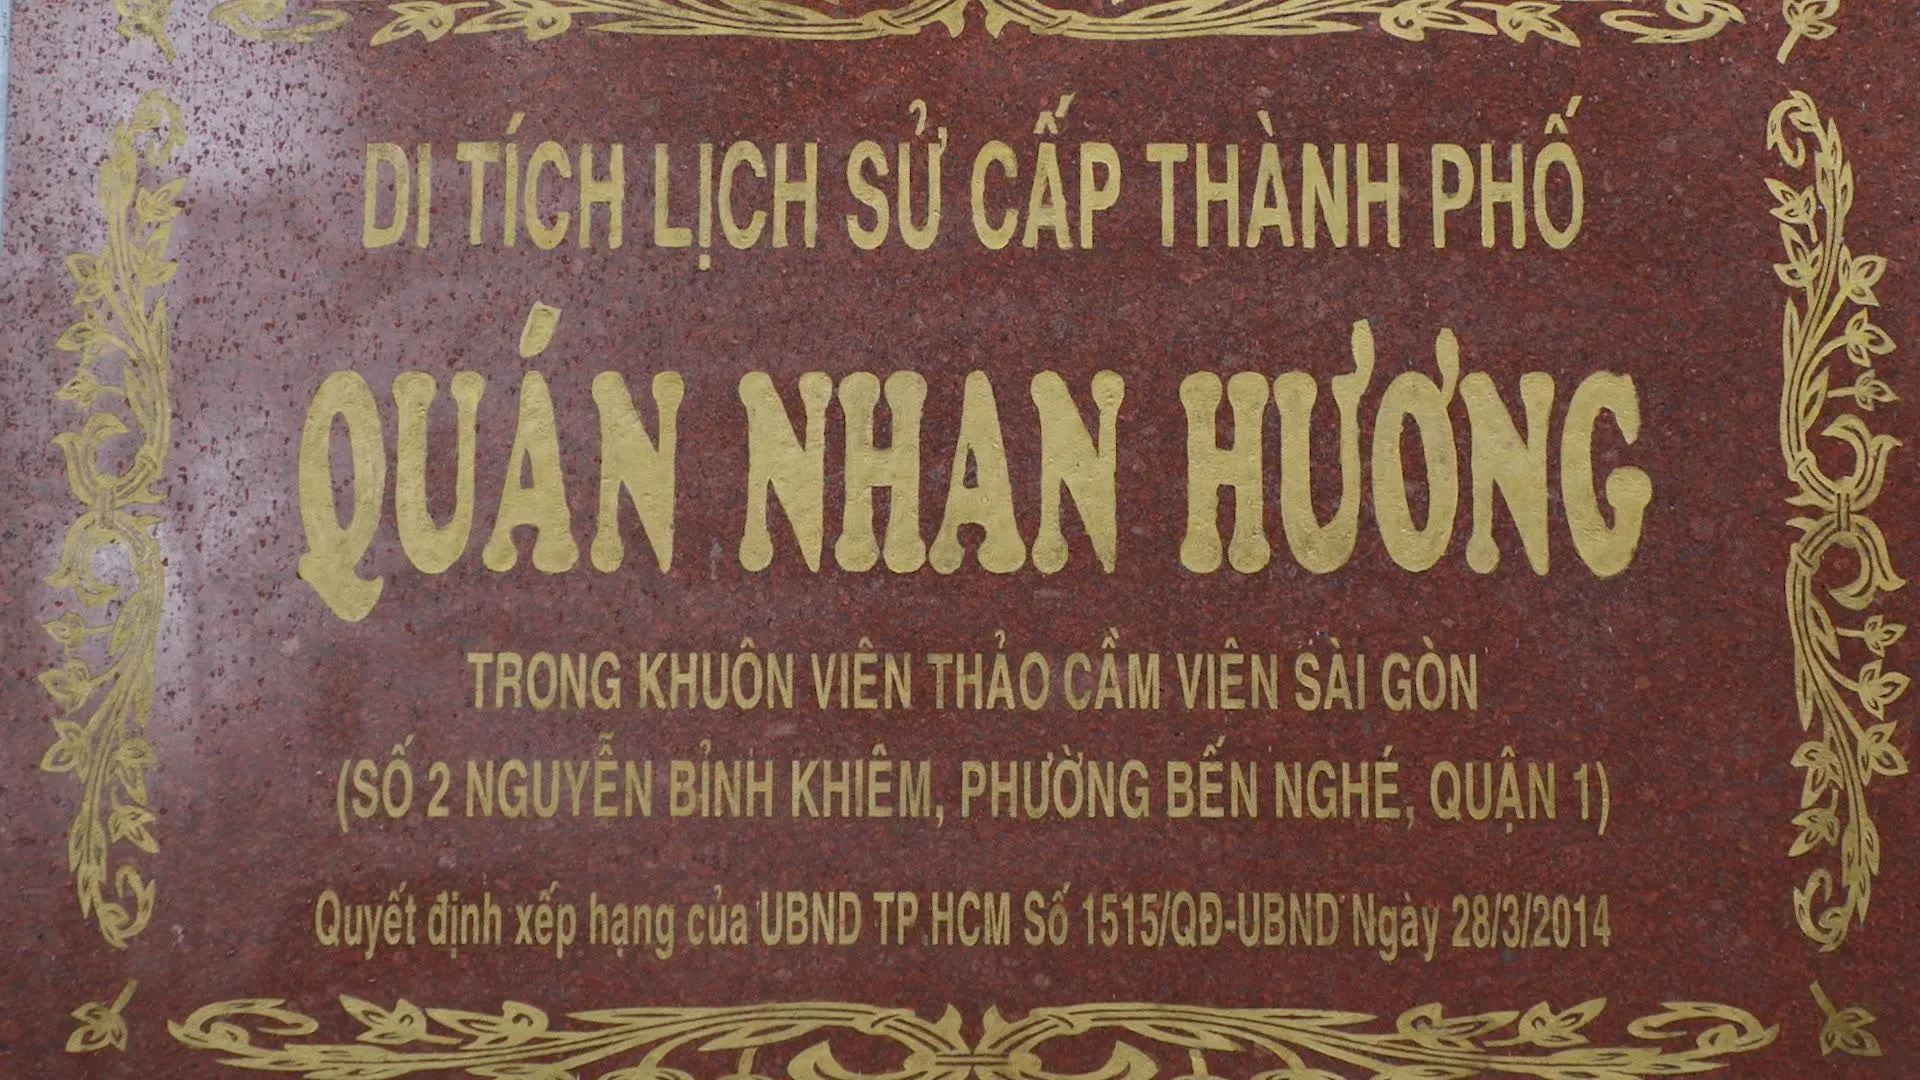 DI TÍCH LỊCH SỬ CẤP THÀNH PHỐ
QUÁN NHAN HƯƠNG
TRONG KHUÔN VIÊN THẢO CẦM VIÊN SÀI GÒN
(SỐ 2 NGUYỄN BỈNH KHIÊM, PHƯỜNG BẾN NGHÉ, QUẬN 1)
Quyết định xếp hạng của UBND TP.HCM Số 1515/QĐ-UBND Ngày 28/3/2014